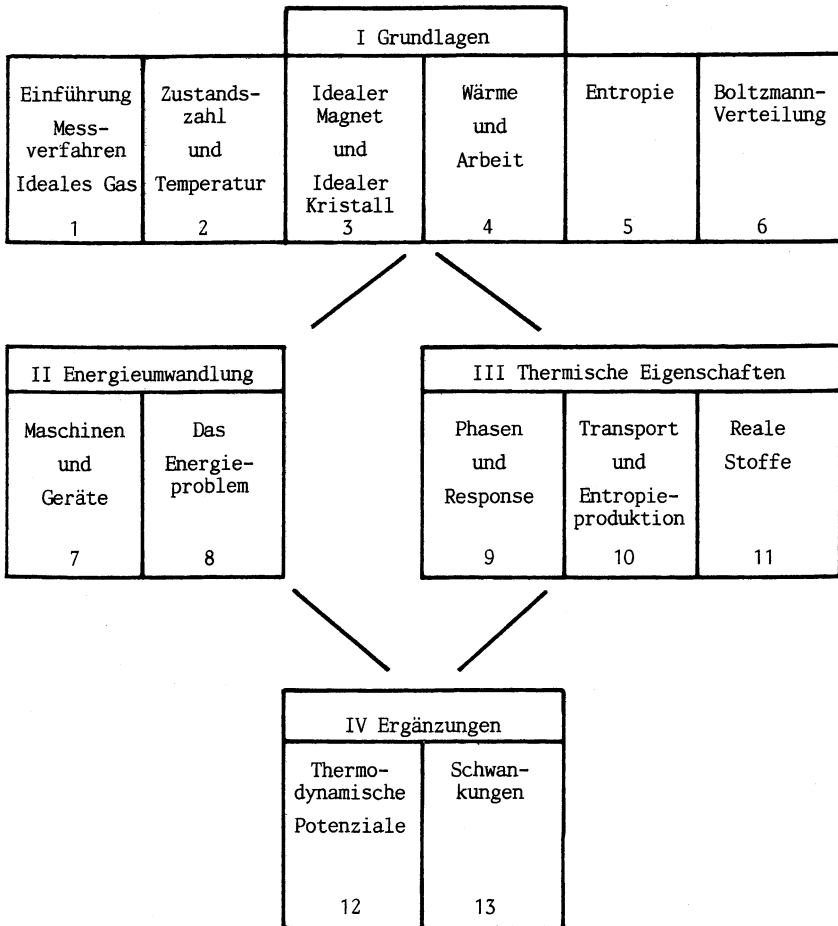 I Grundlagen
Einführung
Mess-
verfahren
Ideales Gas
1
Zustands-
zahl
und
Temperatur
2
Idealer
Magnet
und
Idealer
Kristall
3
Wärme
und
Arbeit
4
Entropie
5
Boltzmann-
Verteilung
6
II Energieumwandlung
Maschinen
und
Geräte
7
Das
Energie-
problem
8
III Thermische Eigenschaften
Phasen
und
Response
9
Transport
und
Entropie-
produktion
10
Reale
Stoffe
11
IV Ergänzungen
Thermo-
dynamische
Potenziale
12
Schwan-
kungen
13